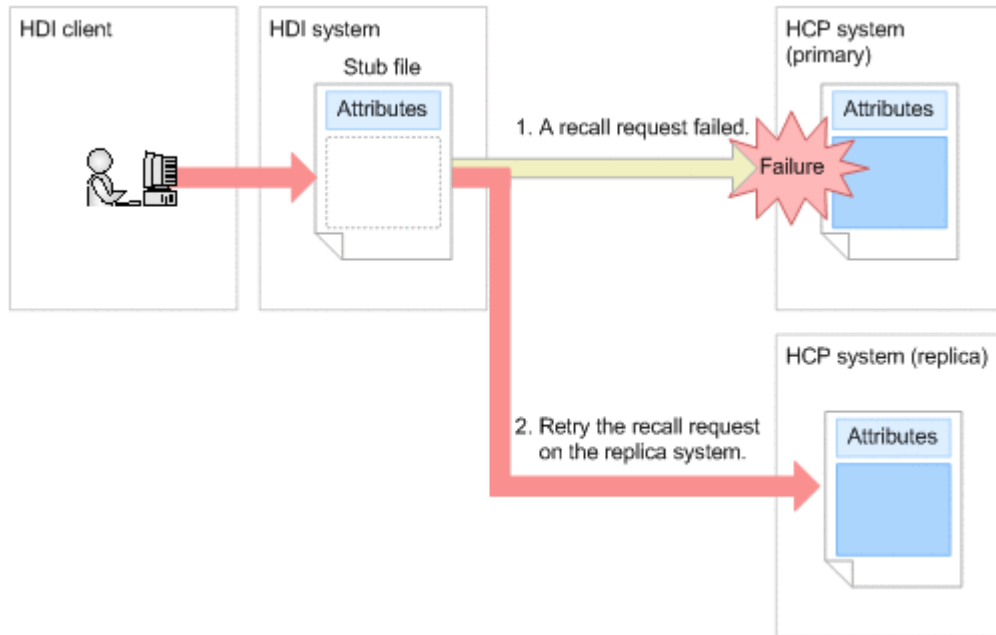 HDI client
HDI system
Stub file
Attributes
1. A recall request failed.
HCP system
(primary)
Attributes
Failure
2. Retry the recall request
on the replica system.
HCP system (replica)
Attributes